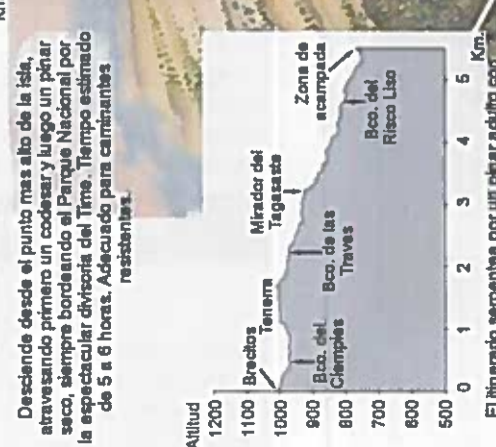 Desciende desde el punto mas alto de la isla,
atravesando primero un codesar y luego un pinar
seco, siempre bordeando el Parque Nacional por
la espectacular divisoria del Time. Tiempo estimado
de 5 a 6 horas. Adecuado para caminantes
resistentes.
Altitud
1200
1100
1000
900
800
700
600
500
Brecitos
Tenerra
Mirador del
Tagasaste
Zona de
acampada
Bco. del
Ciempies
Bco. de las
Traves
Bco. del
Risco Liso
0 1 2 3 4 5 Km.
El itinerario serpentea por un pinar adulto con